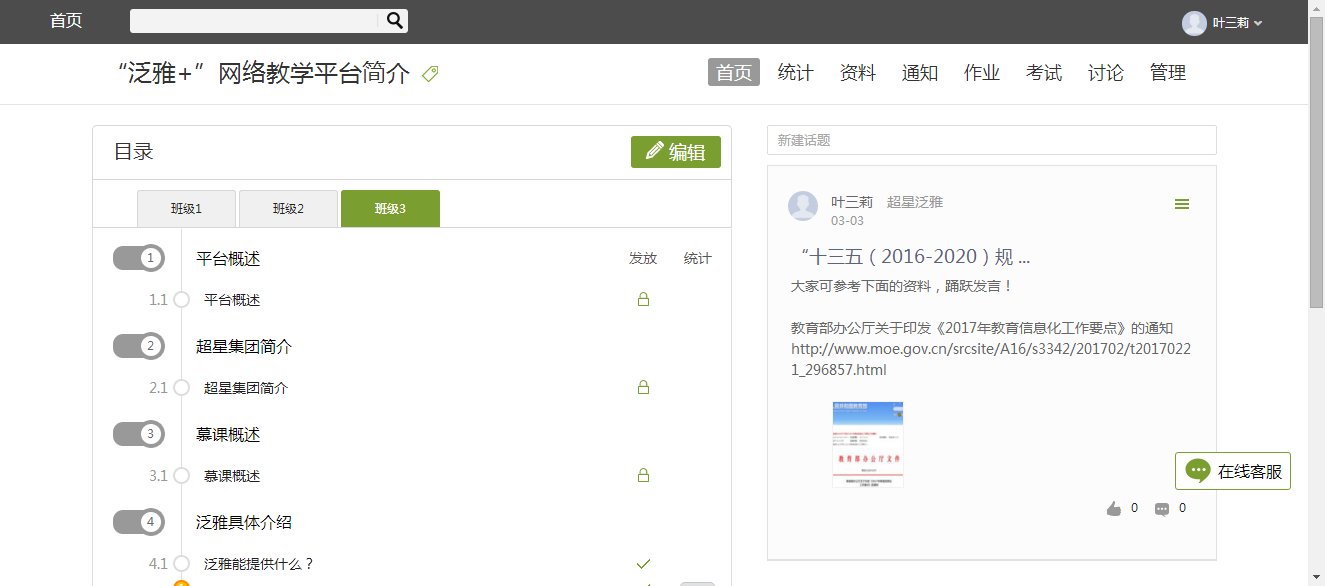 首页
叶三莉
“泛雅+”网络教学平台简介
首页 统计 资料 通知 作业 考试 讨论 管理
目录
编辑
班级1 班级2 班级3
1 平台概述 发放 统计
1.1 平台概述
2 超星集团简介
2.1 超星集团简介
3 慕课概述
3.1 慕课概述
4 泛雅具体介绍
4.1 泛雅能提供什么？
新建话题
叶三莉 超星泛雅
03-03
“十三五（2016-2020）规 ...
大家可参考下面的资料，踊跃发言！
教育部办公厅关于印发《2017年教育信息化工作要点》的通知
http://www.moe.gov.cn/srcsite/A16/s3342/201702/t2017022
1_296857.html
教育部办公厅文件
0 0
在线客服